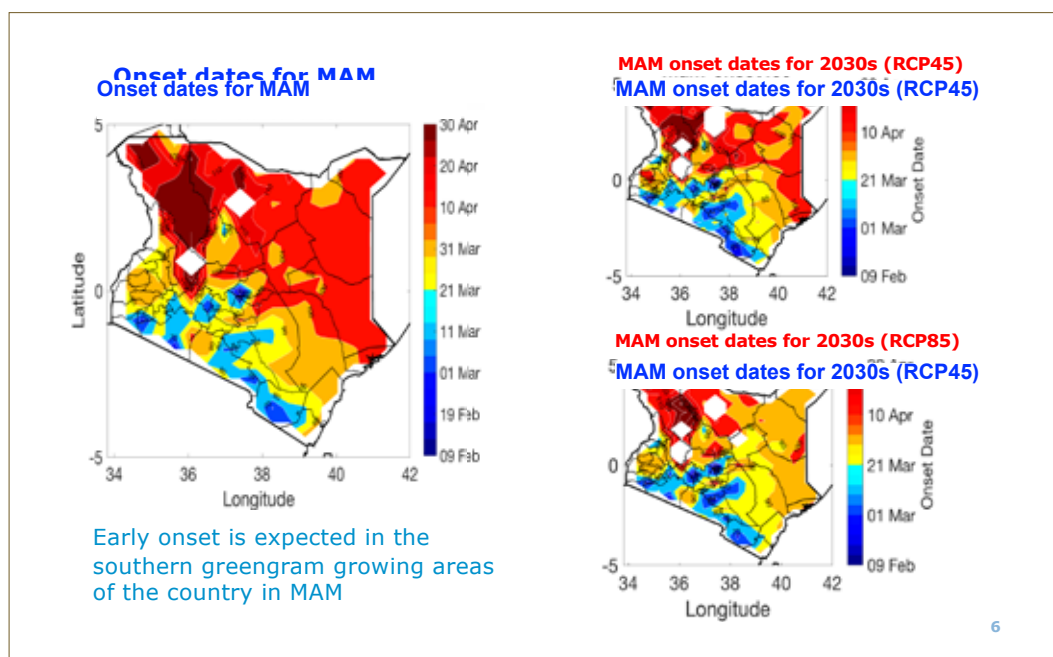 Onset dates for MAM
Onset dates for MAM
5
0
-5
Latitude
34
36
38
40
42
Longitude
30 Apr
20 Apr
10 Apr
31 Mar
21 Mar
11 Mar
01 Mar
19 Feb
09 Feb
Early onset is expected in the
southern greengram growing areas
of the country in MAM
MAM onset dates for 2030s (RCP45)
MAM onset dates for 2030s (RCP45)
0
-5
34
36
38
40
42
Longitude
10 Apr
21 Mar
01 Mar
09 Feb
Onset Date
MAM onset dates for 2030s (RCP85)
MAM onset dates for 2030s (RCP45)
0
-5
34
36
38
40
42
Longitude
10 Apr
21 Mar
01 Mar
09 Feb
Onset Date
6